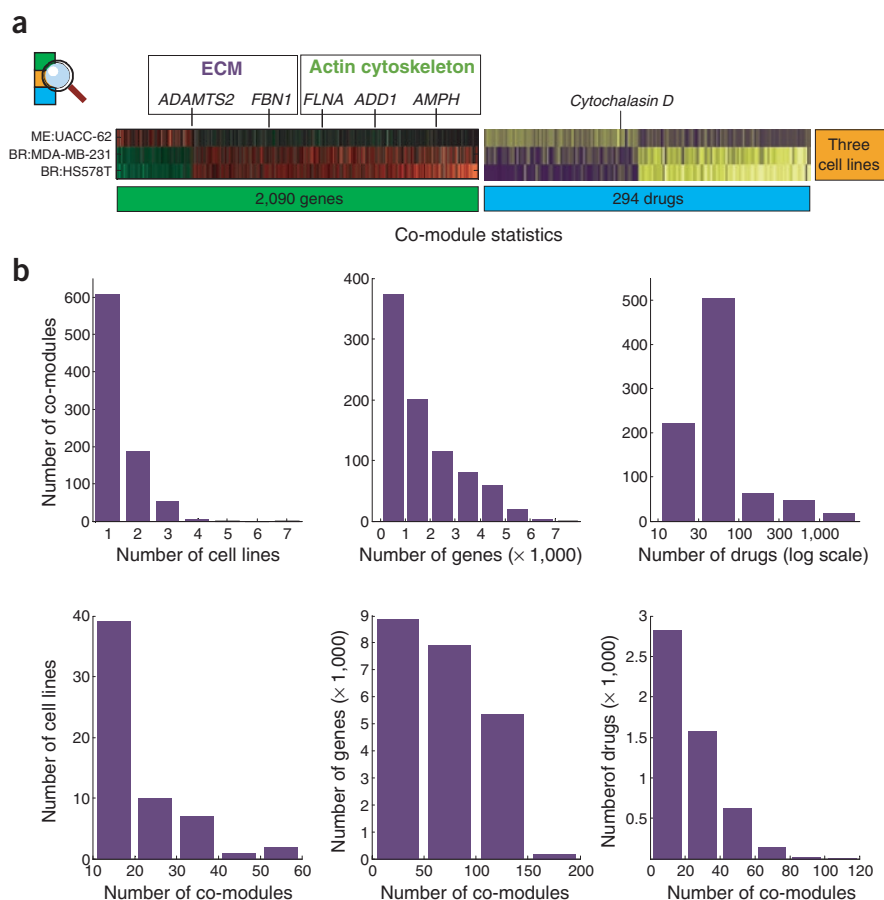 a
ECM
Actin cytoskeleton
ADAMTS2 FBN1 FLNA ADD1 AMPH
Cytochalasin D
ME:UACC-62
BR:MDA-MB-231
BR:HS578T
Three
cell lines
2,090 genes
294 drugs
Co-module statistics
b
Number of co-modules
600
500
400
300
200
100
0
1 2 3 4 5 6 7
Number of cell lines
400
300
200
100
0
0 1 2 3 4 5 6 7
Number of genes (× 1,000)
500
400
300
200
100
0
10 30 100 300 1,000
Number of drugs (log scale)
Number of cell lines
40
30
20
10
0
10 20 30 40 50 60
Number of co-modules
Number of genes (× 1,000)
9
8
7
6
5
4
3
2
1
0
0 50 100 150 200
Number of co-modules
Numberof drugs (× 1,000)
3
2.5
2
1.5
1
0.5
0
0 20 40 60 80 100 120
Number of co-modules